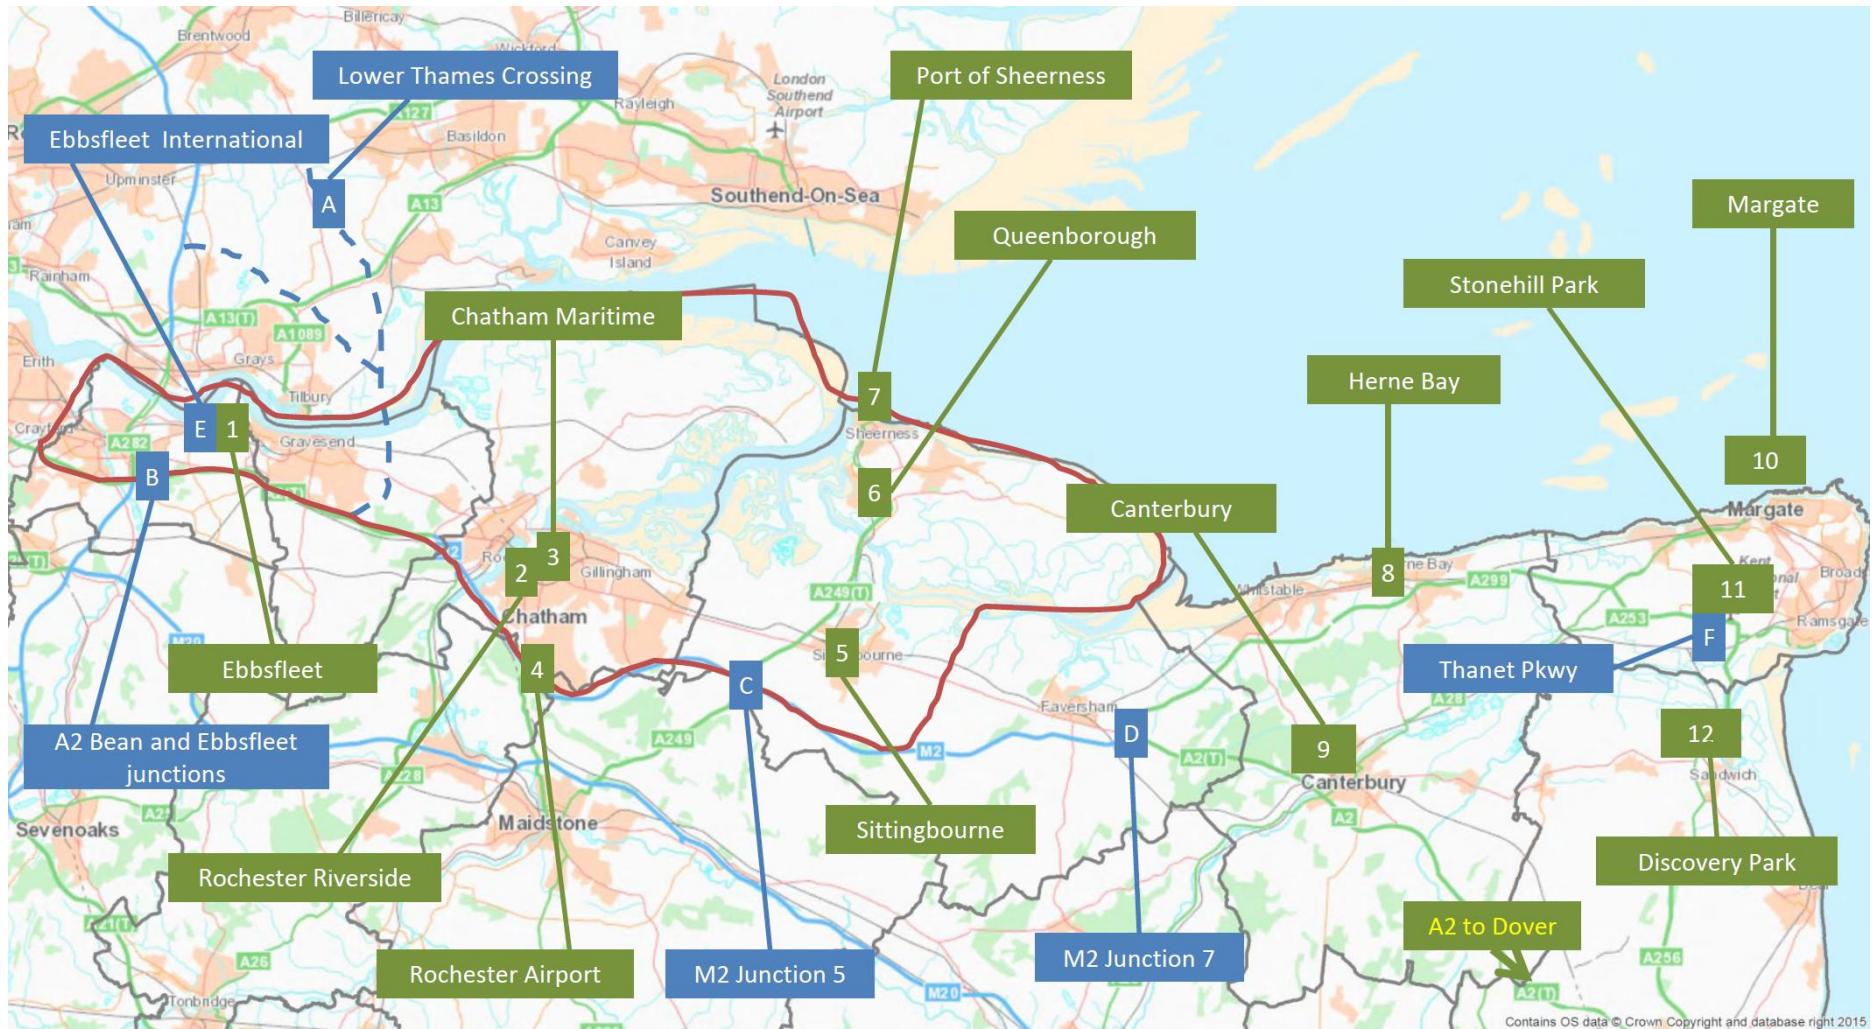 Billericay
Brentwood
Wickford
Lower Thames Crossing
Port of Sheerness
London
Southend
Airport
Rayleigh
A127
Basildon
Ebbsfleet International
Upminster
A
A13
Southend-On-Sea
Margate
Queenborough
Canvey
Island
Rainham
Stonehill Park
A13(T)
A1089
Chatham Maritime
Erith
Grays
Tilbury
Herne Bay
7
Sheerness
E
1
A282
Gravesend
B
10
6
Canterbury
Margate
3
2
Gillingham
8
A299
11
A249(T)
Chatham
A253
Ramsgate
F
5
Ebbsfleet
4
C
Thanet Pkwy
A28
Faversham
D
A2(T)
9
12
Sandwich
A2 Bean and Ebbsfleet
junctions
A249
M2
Canterbury
A2
Sevenoaks
Maidstone
Sittingbourne
Discovery Park
Rochester Riverside
A2 to Dover
M2 Junction 7
A26
Rochester Airport
M2 Junction 5
A256
Tonbridge
M20
A2(T)
Contains OS data © Crown Copyright and database right 2015